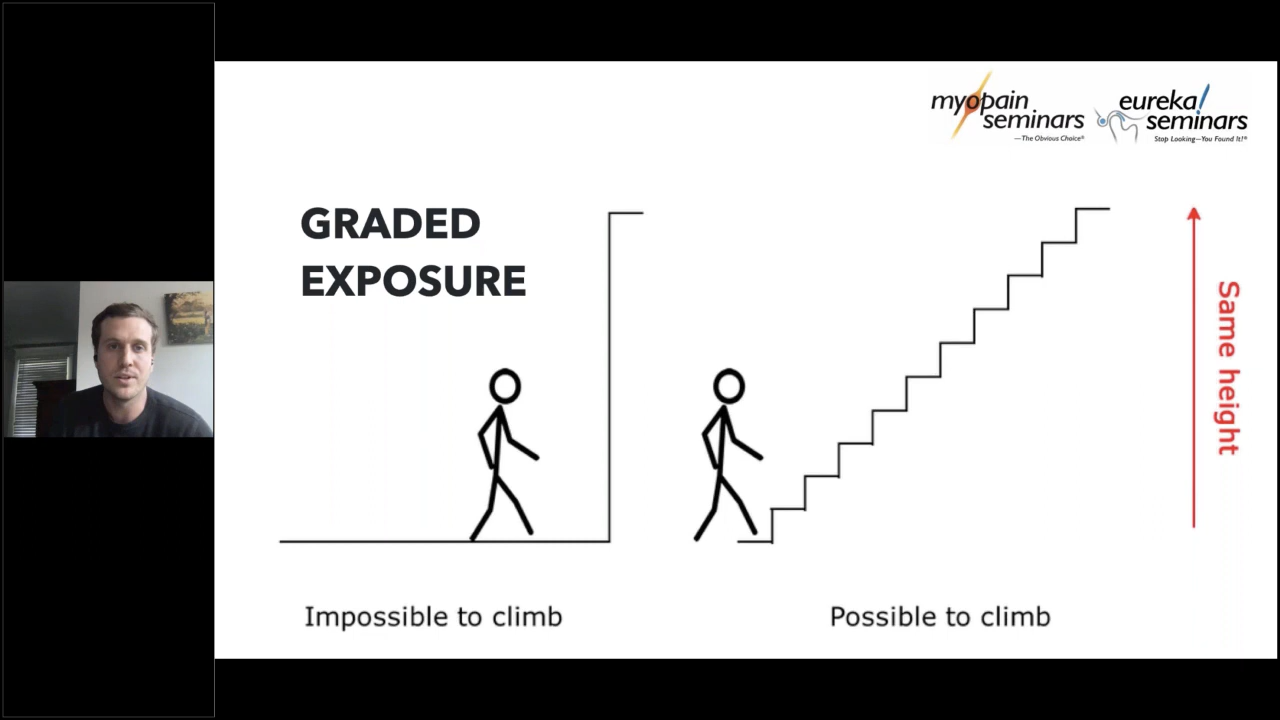 myopain
seminars
—The Obvious Choice®
eureka!
seminars
Stop Looking—You Found It!®
GRADED
EXPOSURE
Same height
Impossible to climb
Possible to climb